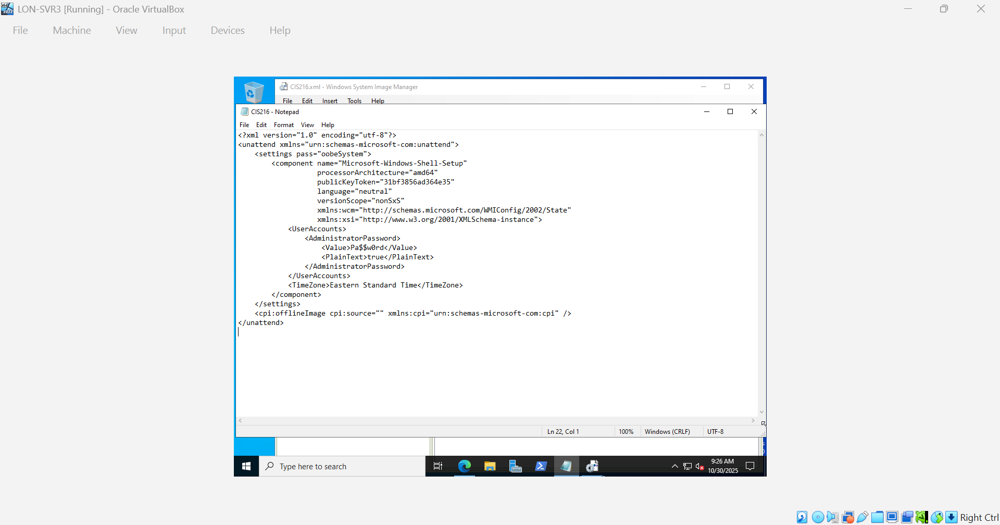 LON-SVR3 [Running] - Oracle VirtualBox
File Machine View Input Devices Help
CIS216.xml - Windows System Image Manager
File Edit Insert Tools Help
CIS216 - Notepad
File Edit Format View Help
<?xml version="1.0" encoding="utf-8"?>
<unattend xmlns="urn:schemas-microsoft-com:unattend">
    <settings pass="oobeSystem">
        <component name="Microsoft-Windows-Shell-Setup"
                   processorArchitecture="amd64"
                   publicKeyToken="31bf3856ad364e35"
                   language="neutral"
                   versionScope="nonSxS"
                   xmlns:wcm="http://schemas.microsoft.com/WMIConfig/2002/State"
                   xmlns:xsi="http://www.w3.org/2001/XMLSchema-instance">
            <UserAccounts>
                <AdministratorPassword>
                    <Value>Pa$$w0rd</Value>
                    <PlainText>true</PlainText>
                </AdministratorPassword>
            </UserAccounts>
            <TimeZone>Eastern Standard Time</TimeZone>
        </component>
    </settings>
    <cpi:offlineImage cpi:source="" xmlns:cpi="urn:schemas-microsoft-com:cpi" />
</unattend>
Ln 22, Col 1 100% Windows (CRLF) UTF-8
Type here to search
9:26 AM
10/30/2025
Right Ctrl